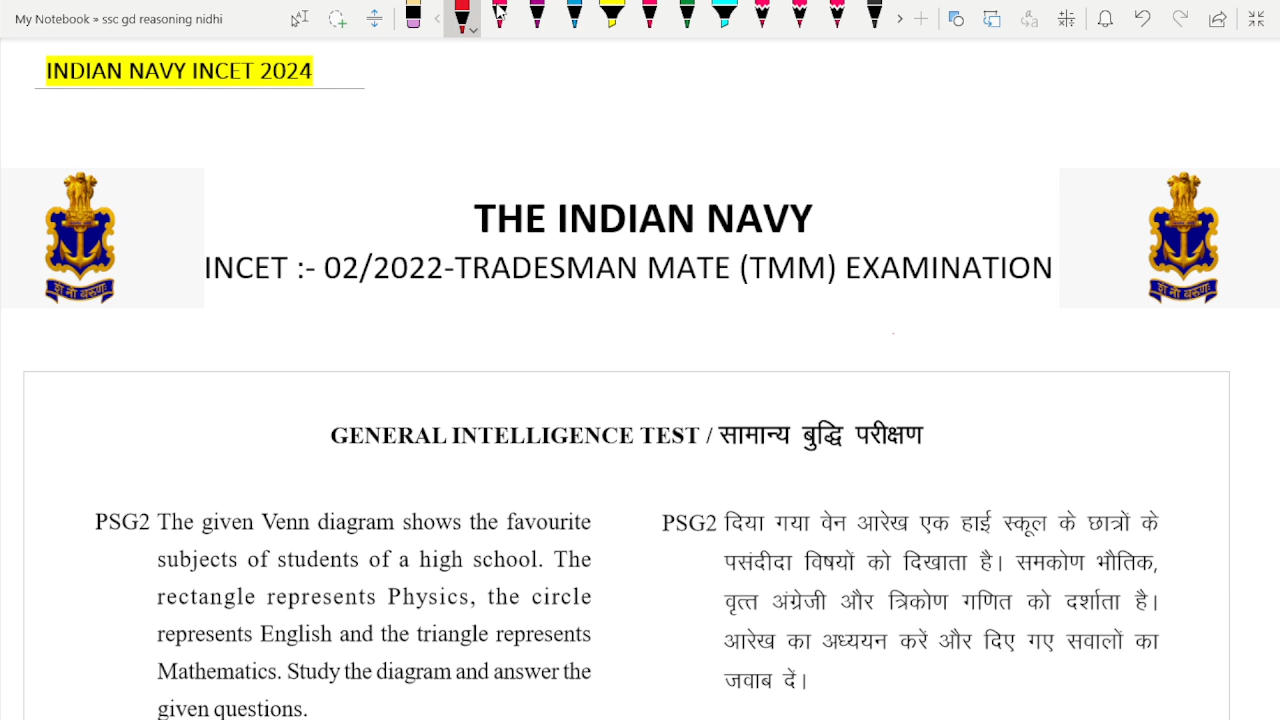 My Notebook » ssc gd reasoning nidhi
INDIAN NAVY INCET 2024
THE INDIAN NAVY
INCET :- 02/2022-TRADESMAN MATE (TMM) EXAMINATION
शं नो वरुणः
शं नो वरुणः
GENERAL INTELLIGENCE TEST / सामान्य बुद्धि परीक्षण
PSG2 The given Venn diagram shows the favourite
subjects of students of a high school. The
rectangle represents Physics, the circle
represents English and the triangle represents
Mathematics. Study the diagram and answer the
given questions.
PSG2 दिया गया वेन आरेख एक हाई स्कूल के छात्रों के
पसंदीदा विषयों को दिखाता है। समकोण भौतिक,
वृत्त अंग्रेजी और त्रिकोण गणित को दर्शाता है।
आरेख का अध्ययन करें और दिए गए सवालों का
जवाब दें।